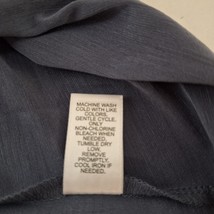 MACHINE WASH
COLD WITH LIKE
COLORS,
GENTLE CYCLE,
ONLY
NON-CHLORINE
BLEACH WHEN
NEEDED,
TUMBLE DRY
LOW.
REMOVE
PROMPTLY.
COOL IRON IF
NEEDED.